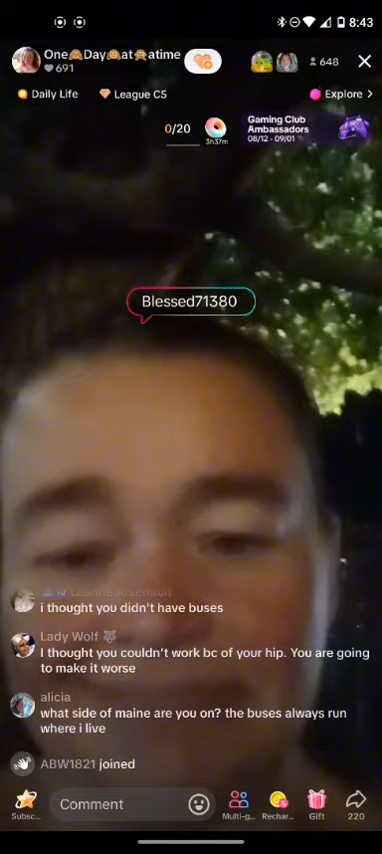 8:43
One🙈Day🙉at🙊atime
691
648
Daily Life
League C5
Explore
0/20
3h37m
Gaming Club
Ambassadors
08/12 - 09/01
Blessed71380
10 Leanne Arsenault
i thought you didn't have buses
Lady Wolf 🐺
I thought you couldn't work bc of your hip. You are going
to make it worse
alicia
what side of maine are you on? the buses always run
where i live
ABW1821 joined
Subsc...
Comment
Multi-g...
Rechar...
Gift
220